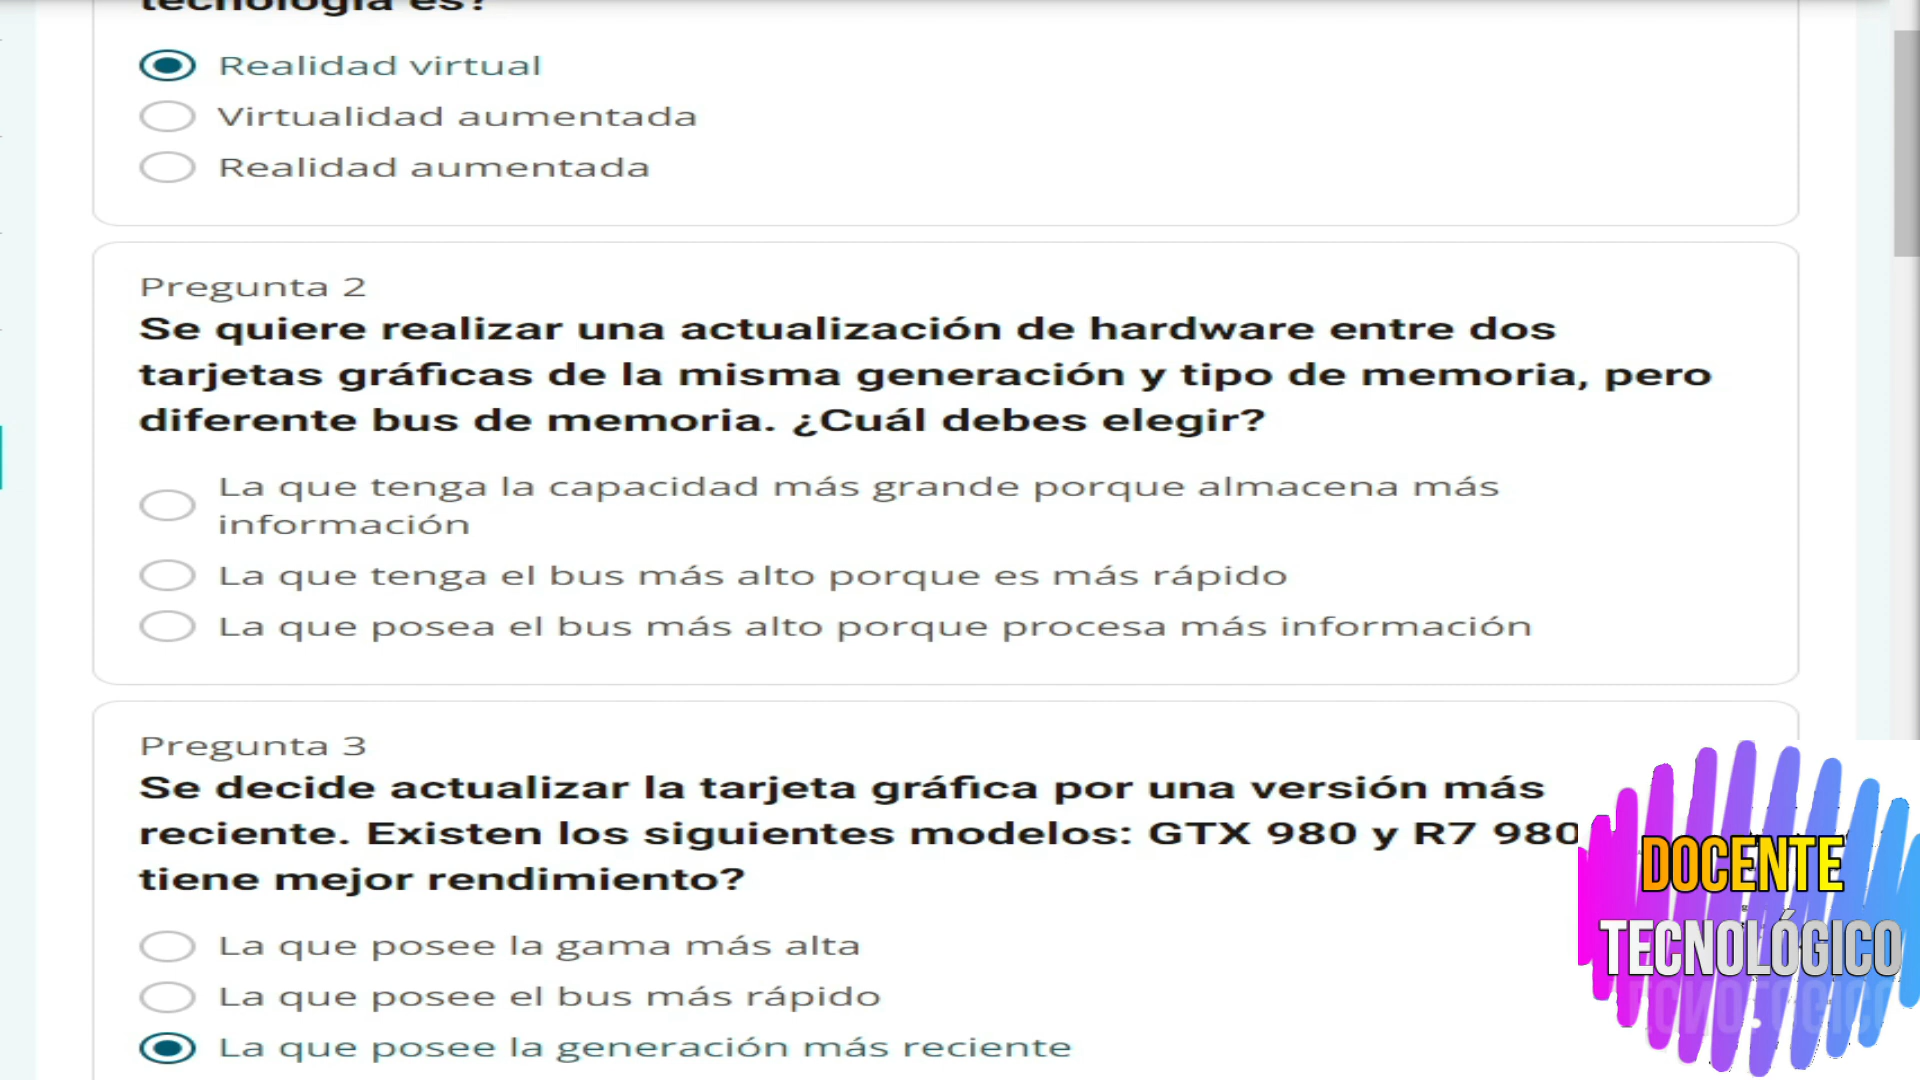 tecnología es?
Realidad virtual
Virtualidad aumentada
Realidad aumentada
Pregunta 2
Se quiere realizar una actualización de hardware entre dos
tarjetas gráficas de la misma generación y tipo de memoria, pero
diferente bus de memoria. ¿Cuál debes elegir?
La que tenga la capacidad más grande porque almacena más
información
La que tenga el bus más alto porque es más rápido
La que posea el bus más alto porque procesa más información
Pregunta 3
Se decide actualizar la tarjeta gráfica por una versión más
reciente. Existen los siguientes modelos: GTX 980 y R7 980
tiene mejor rendimiento?
La que posee la gama más alta
La que posee el bus más rápido
La que posee la generación más reciente
DOCENTE
TECNOLÓGICO